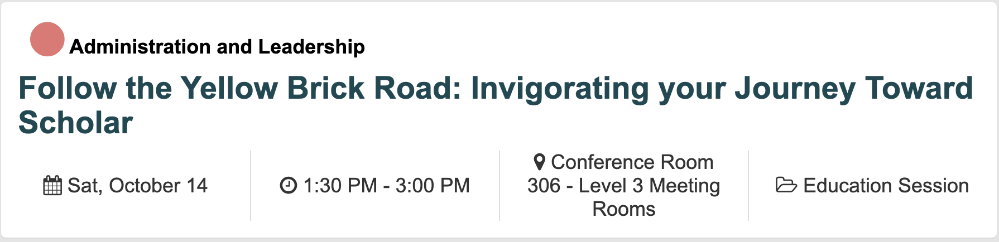 Administration and Leadership
Follow the Yellow Brick Road: Invigorating your Journey Toward
Scholar
Sat, October 14
1:30 PM - 3:00 PM
Conference Room
306 - Level 3 Meeting
Rooms
Education Session